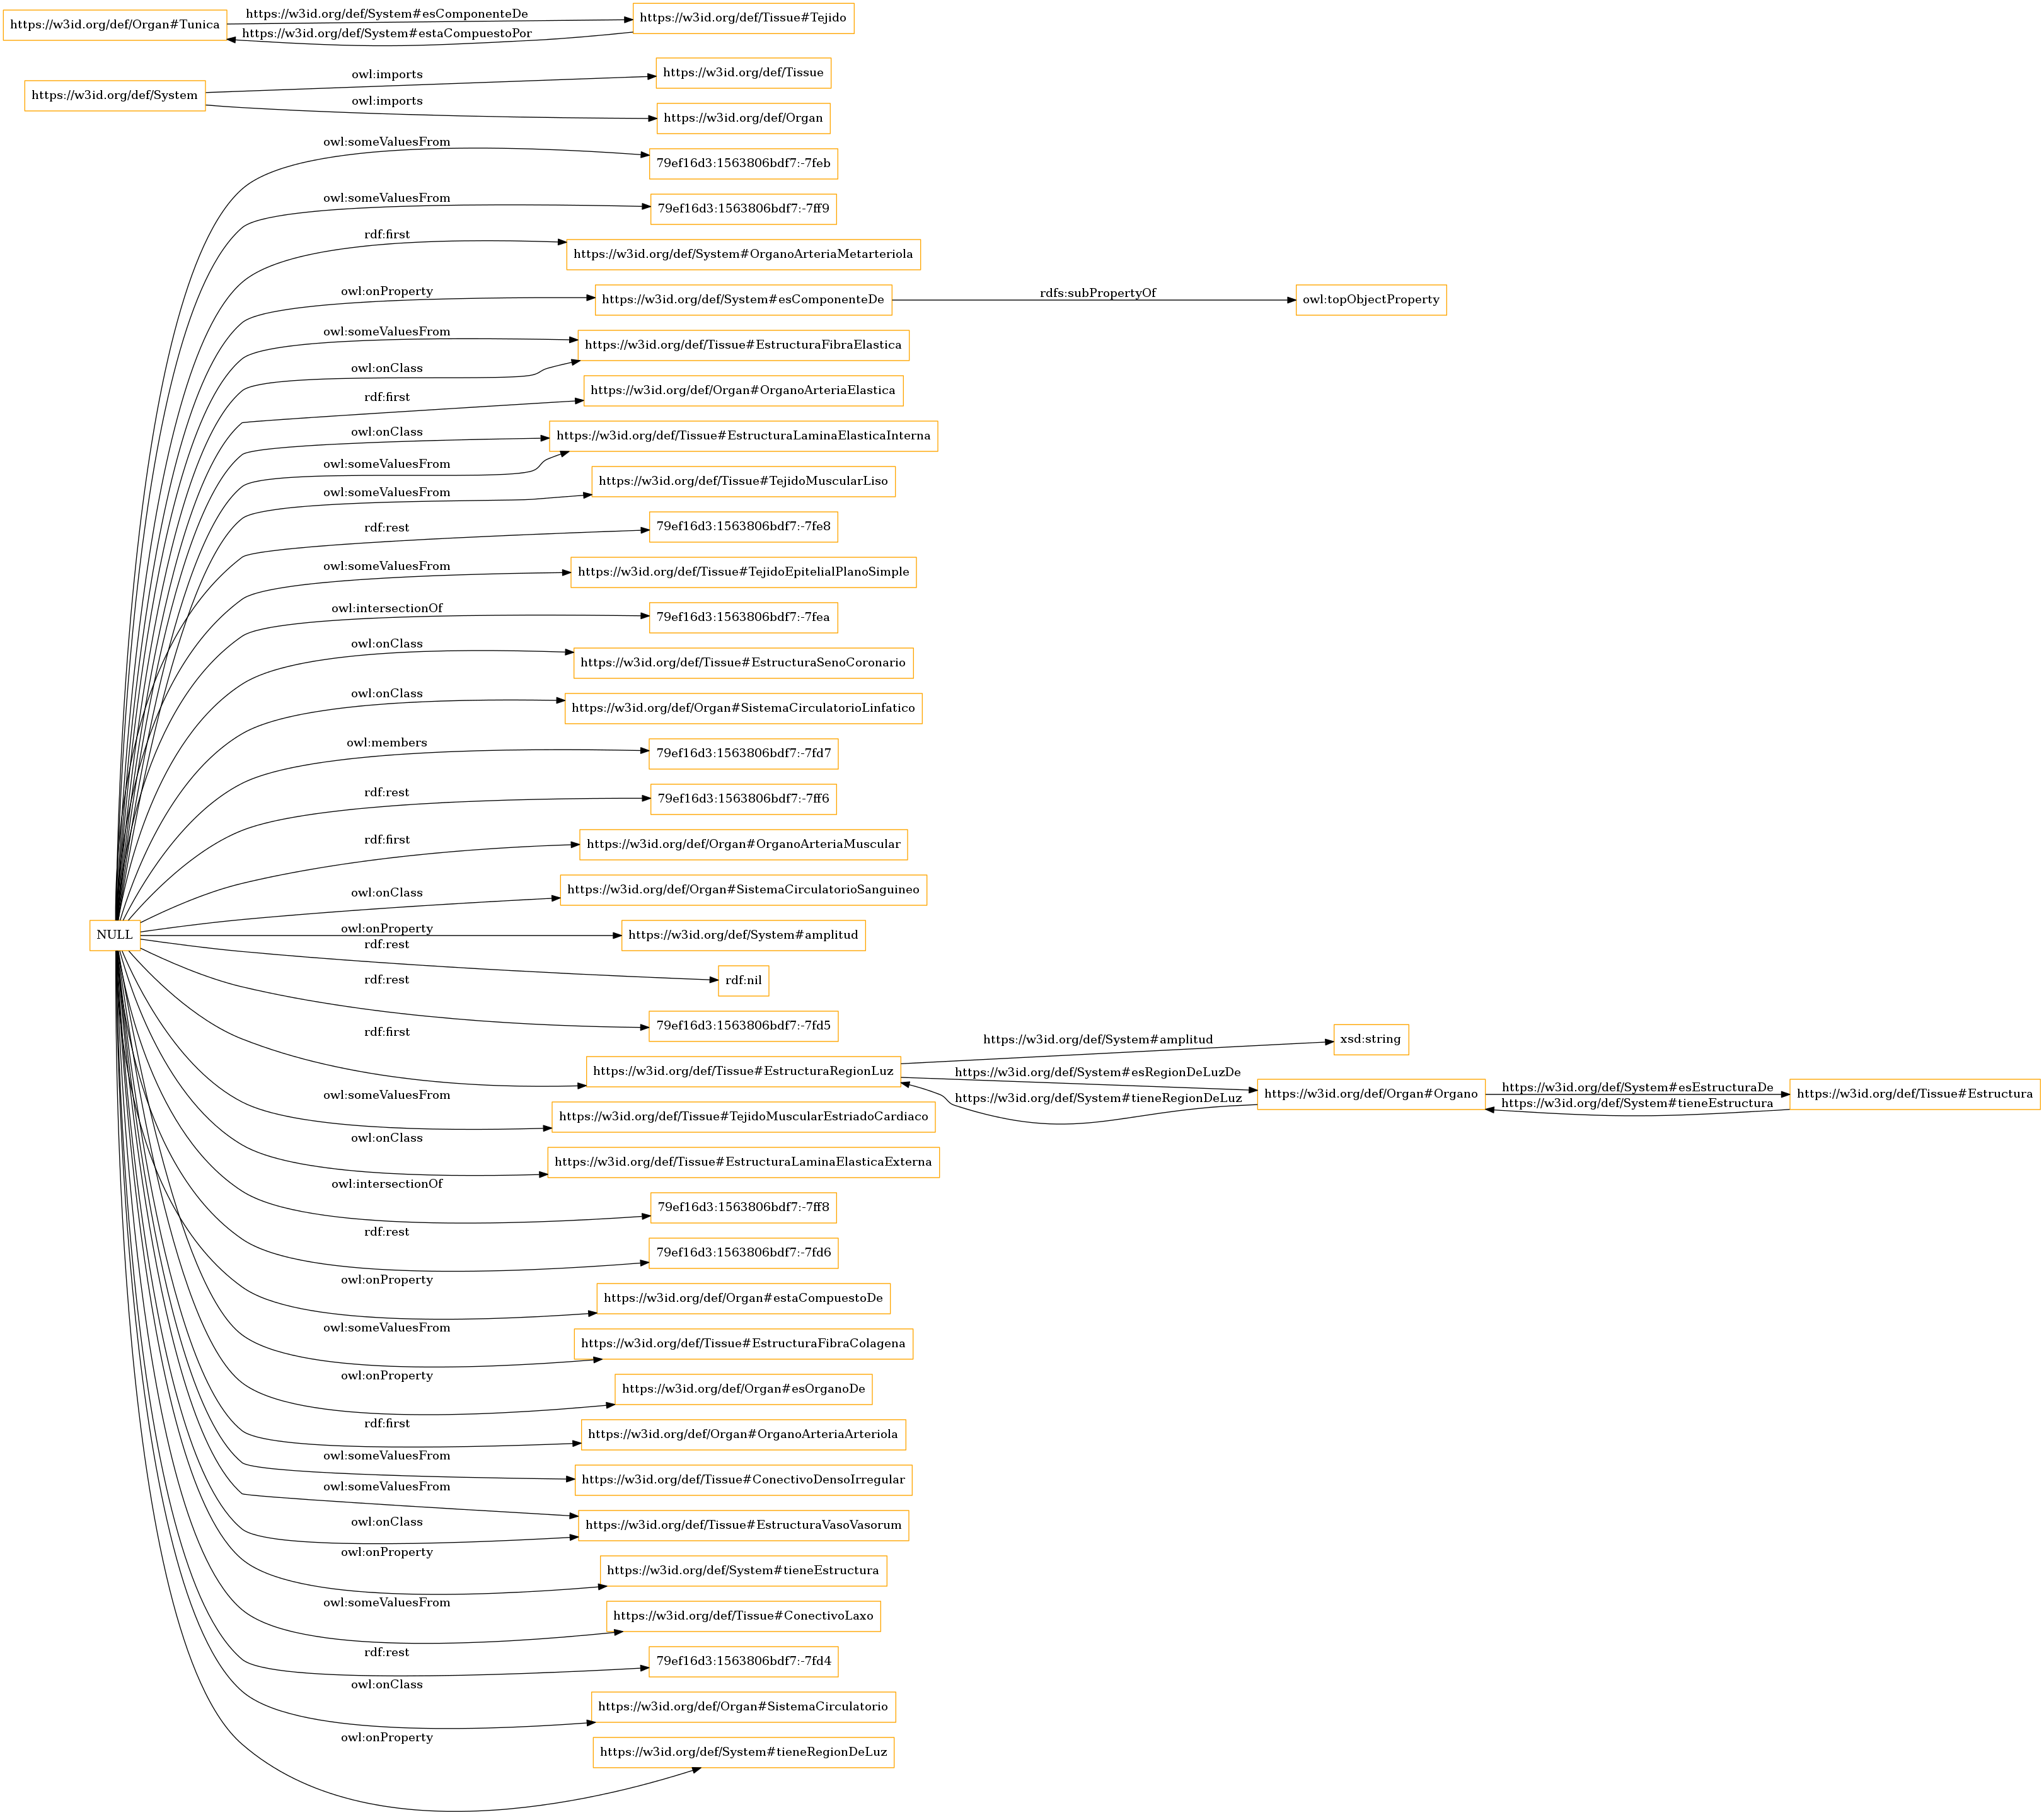 https://w3id.org/def/System#esComponenteDe
https://w3id.org/def/Organ#Tunica
https://w3id.org/def/Tissue#Tejido
https://w3id.org/def/System#estaCompuestoPor
owl:imports
https://w3id.org/def/Tissue
https://w3id.org/def/System
owl:imports
https://w3id.org/def/Organ
owl:someValuesFrom
79ef16d3:1563806bdf7:-7feb
owl:someValuesFrom
79ef16d3:1563806bdf7:-7ff9
rdf:first
https://w3id.org/def/System#OrganoArteriaMetarteriola
owl:onProperty
https://w3id.org/def/System#esComponenteDe
rdfs:subPropertyOf
owl:topObjectProperty
owl:someValuesFrom
https://w3id.org/def/Tissue#EstructuraFibraElastica
owl:onClass
https://w3id.org/def/Organ#OrganoArteriaElastica
rdf:first
owl:onClass
https://w3id.org/def/Tissue#EstructuraLaminaElasticaInterna
owl:someValuesFrom
https://w3id.org/def/Tissue#TejidoMuscularLiso
owl:someValuesFrom
rdf:rest
79ef16d3:1563806bdf7:-7fe8
owl:someValuesFrom
https://w3id.org/def/Tissue#TejidoEpitelialPlanoSimple
owl:intersectionOf
79ef16d3:1563806bdf7:-7fea
owl:onClass
https://w3id.org/def/Tissue#EstructuraSenoCoronario
owl:onClass
https://w3id.org/def/Organ#SistemaCirculatorioLinfatico
owl:members
79ef16d3:1563806bdf7:-7fd7
rdf:rest
79ef16d3:1563806bdf7:-7ff6
rdf:first
https://w3id.org/def/Organ#OrganoArteriaMuscular
owl:onClass
https://w3id.org/def/Organ#SistemaCirculatorioSanguineo
NULL
owl:onProperty
https://w3id.org/def/System#amplitud
rdf:rest
rdf:nil
rdf:rest
79ef16d3:1563806bdf7:-7fd5
rdf:first
https://w3id.org/def/Tissue#EstructuraRegionLuz
https://w3id.org/def/System#amplitud
xsd:string
https://w3id.org/def/System#esRegionDeLuzDe
https://w3id.org/def/System#tieneRegionDeLuz
https://w3id.org/def/Organ#Organo
https://w3id.org/def/System#esEstructuraDe
https://w3id.org/def/System#tieneEstructura
https://w3id.org/def/Tissue#Estructura
owl:someValuesFrom
https://w3id.org/def/Tissue#TejidoMuscularEstriadoCardiaco
owl:onClass
https://w3id.org/def/Tissue#EstructuraLaminaElasticaExterna
owl:intersectionOf
79ef16d3:1563806bdf7:-7ff8
rdf:rest
79ef16d3:1563806bdf7:-7fd6
owl:onProperty
https://w3id.org/def/Organ#estaCompuestoDe
owl:someValuesFrom
https://w3id.org/def/Tissue#EstructuraFibraColagena
owl:onProperty
https://w3id.org/def/Organ#esOrganoDe
rdf:first
https://w3id.org/def/Organ#OrganoArteriaArteriola
owl:someValuesFrom
https://w3id.org/def/Tissue#ConectivoDensoIrregular
owl:someValuesFrom
https://w3id.org/def/Tissue#EstructuraVasoVasorum
owl:onClass
owl:onProperty
https://w3id.org/def/System#tieneEstructura
owl:someValuesFrom
https://w3id.org/def/Tissue#ConectivoLaxo
rdf:rest
79ef16d3:1563806bdf7:-7fd4
owl:onClass
https://w3id.org/def/Organ#SistemaCirculatorio
owl:onProperty
https://w3id.org/def/System#tieneRegionDeLuz